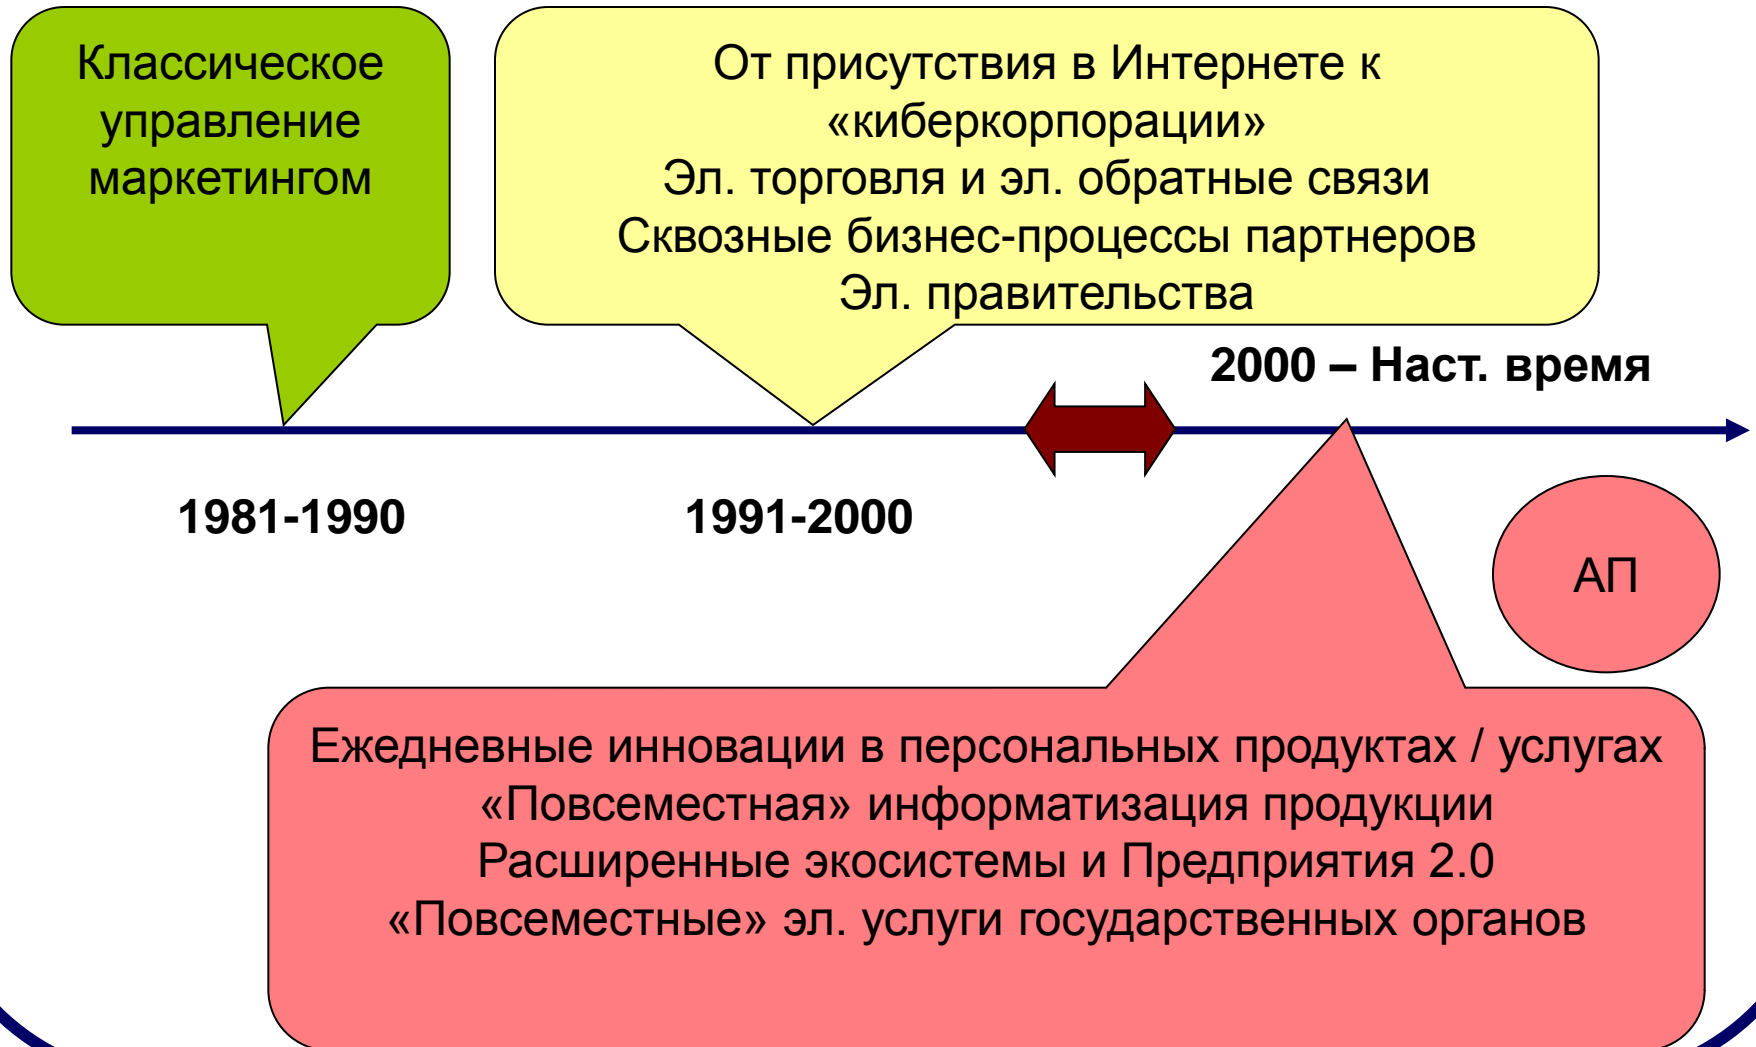 Классическое
управление
маркетингом
От присутствия в Интернете к
«киберкорпорации»
Эл. торговля и эл. обратные связи
Сквозные бизнес-процессы партнеров
Эл. правительства
2000 – Наст. время
1981-1990
1991-2000
АП
Ежедневные инновации в персональных продуктах / услугах
«Повсеместная» информатизация продукции
Расширенные экосистемы и Предприятия 2.0
«Повсеместные» эл. услуги государственных органов